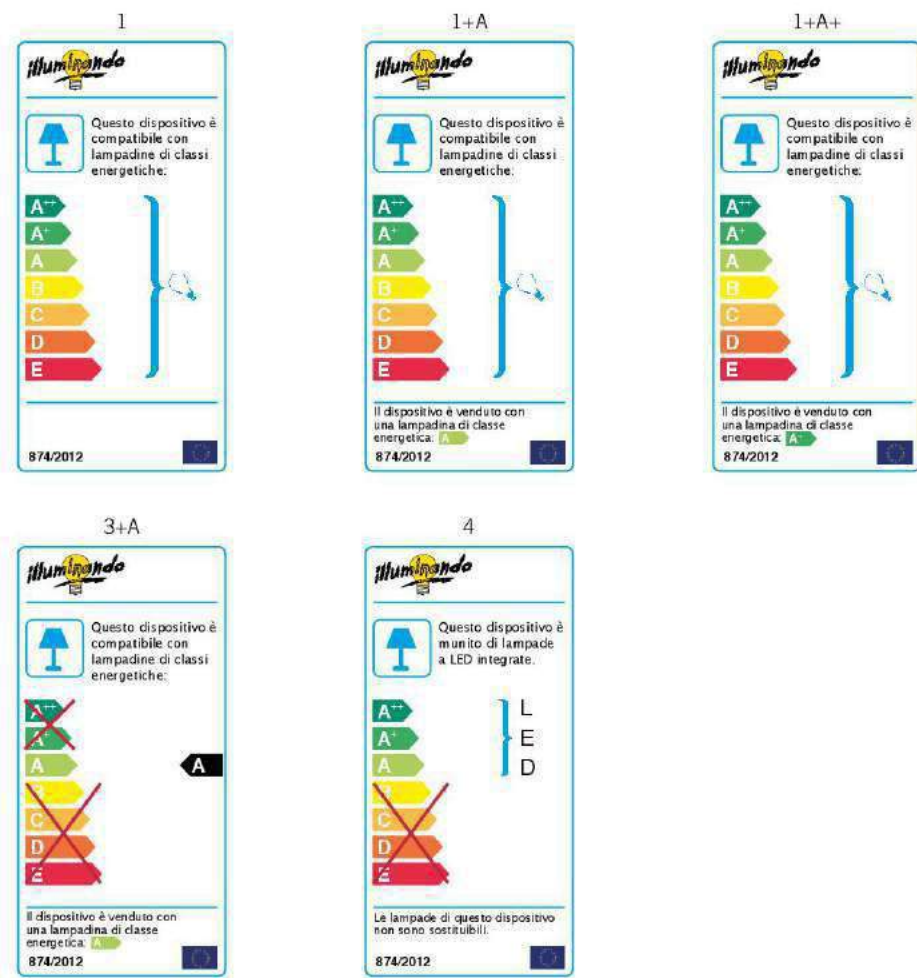 1
illuminando
Questo dispositivo è
compatibile con
lampadine di classi
energetiche:
A++
A+
A
B
C
D
E
874/2012
1+A
illuminando
Questo dispositivo è
compatibile con
lampadine di classi
energetiche:
A++
A+
A
B
C
D
E
Il dispositivo è venduto con
una lampadina di classe
energetica: A
874/2012
1+A+
illuminando
Questo dispositivo è
compatibile con
lampadine di classi
energetiche:
A++
A+
A
B
C
D
E
Il dispositivo è venduto con
una lampadina di classe
energetica: A+
874/2012
3+A
illuminando
Questo dispositivo è
compatibile con
lampadine di classi
energetiche:
A++
A+
A
A
B
C
D
E
Il dispositivo è venduto con
una lampadina di classe
energetica: A
874/2012
4
illuminando
Questo dispositivo è
munito di lampade
a LED integrate.
A++ L
A+ E
A D
B
C
D
E
Le lampade di questo dispositivo
non sono sostituibili.
874/2012